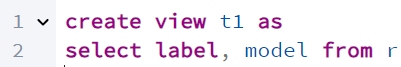 1 create view t1 as
2 select label, model from r